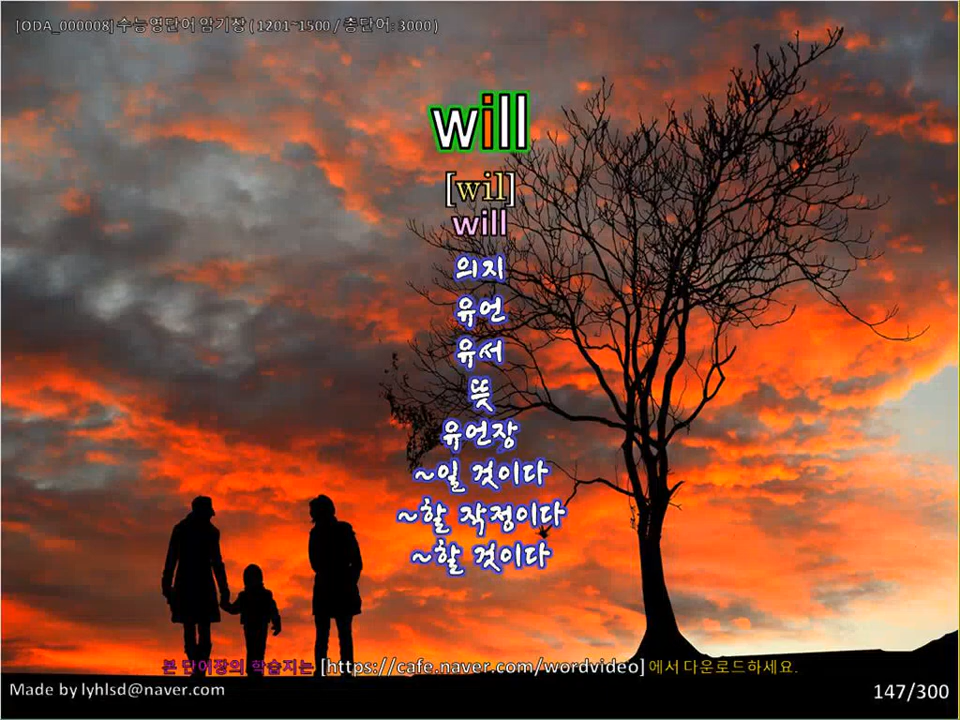 [ODA_000008] 수능영단어 암기장 ( 1201~1500 / 총단어: 3000 )
will
[wil]
will
의지
유언
유서
뜻
유언장
~일 것이다
~할 작정이다
~할 것이다
본 단어장의 학습지는 [https://cafe.naver.com/wordvideo] 에서 다운로드하세요.
Made by lyhlsd@naver.com
147/300